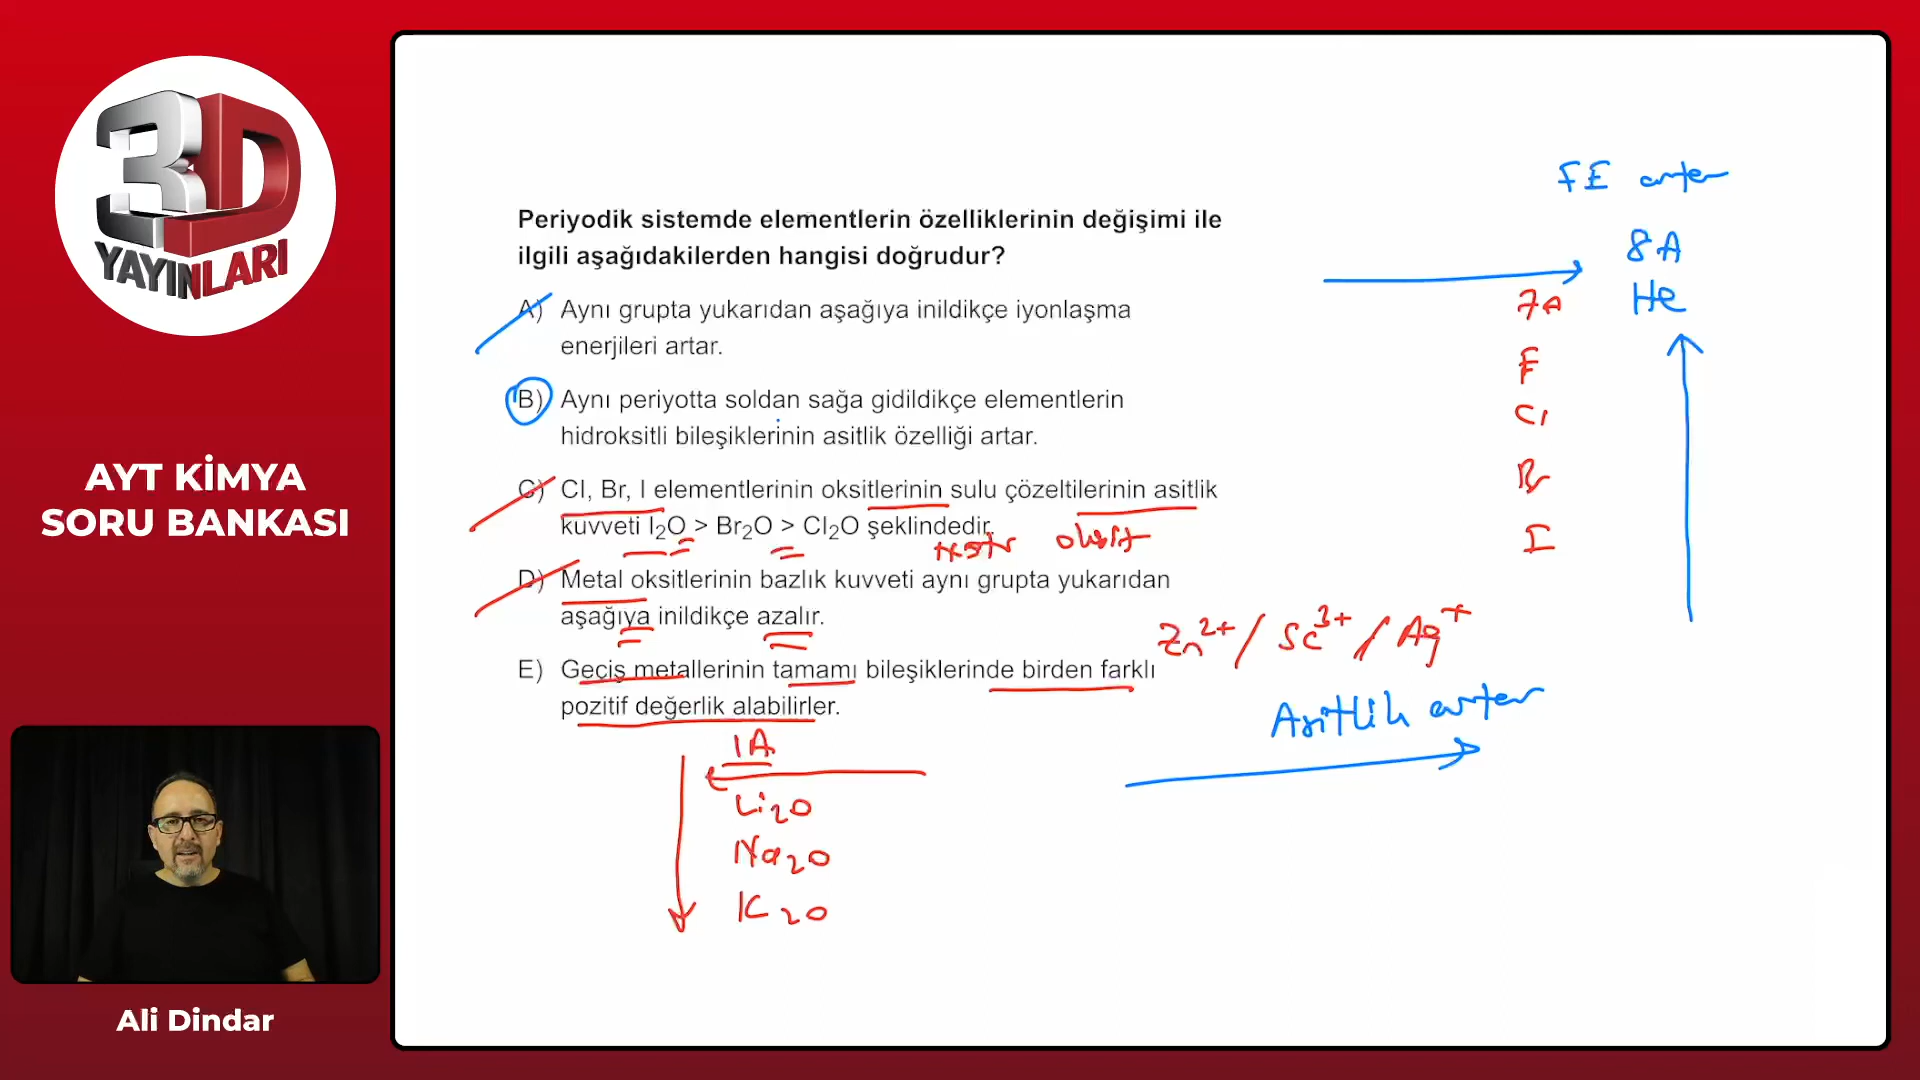 3D
YAYINLARI
AYT KİMYA
SORU BANKASI
Ali Dindar
Periyodik sistemde elementlerin özelliklerinin değişimi ile
ilgili aşağıdakilerden hangisi doğrudur?
A) Aynı grupta yukarıdan aşağıya inildikçe iyonlaşma
enerjileri artar.
B) Aynı periyotta soldan sağa gidildikçe elementlerin
hidroksitli bileşiklerinin asitlik özelliği artar.
C) Cl, Br, I elementlerinin oksitlerinin sulu çözeltilerinin asitlik
kuvveti I₂O > Br₂O > Cl₂O şeklindedir.
oksit
D) Metal oksitlerinin bazlık kuvveti aynı grupta yukarıdan
aşağıya inildikçe azalır.
E) Geçiş metallerinin tamamı bileşiklerinde birden farklı
pozitif değerlik alabilirler.
1A
Li₂O
Na₂O
K₂O
Zn²⁺ / Sc³⁺ / Ag⁺
Asitlik artar
artar
8A
He
7A
F
Cl
Br
I